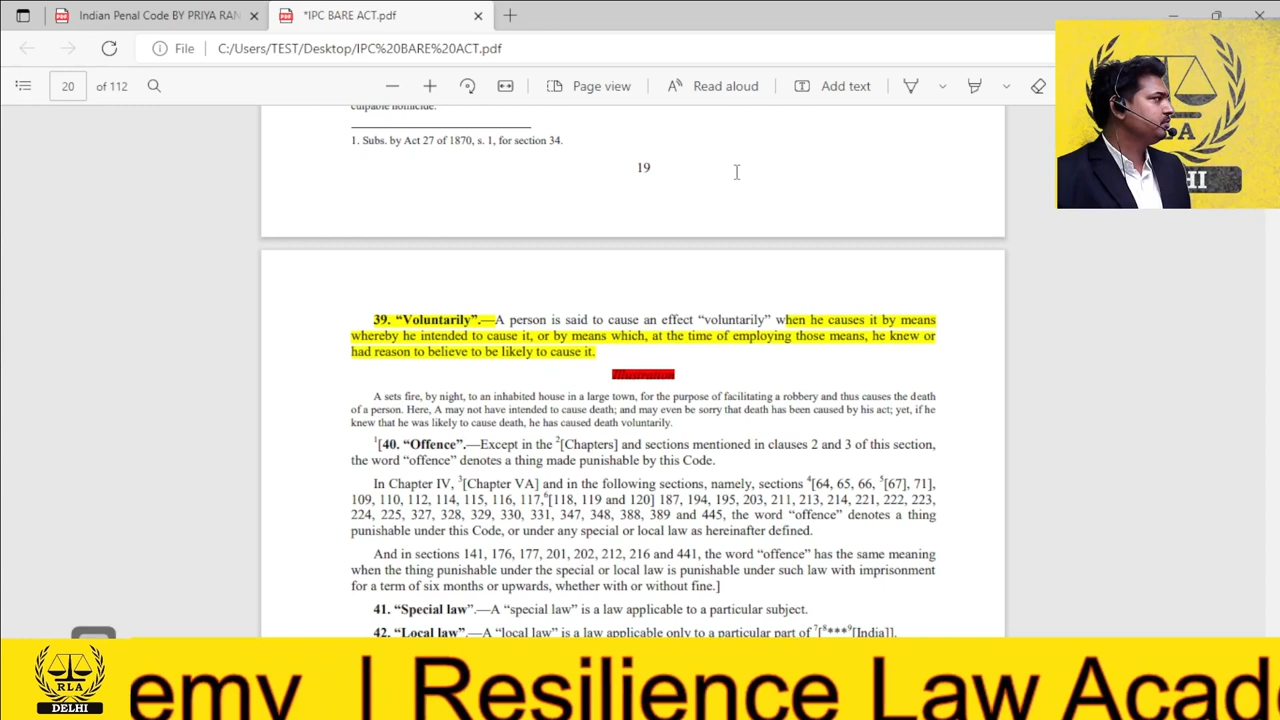 Indian Penal Code BY PRIYA RAN
*IPC BARE ACT.pdf
File C:/Users/TEST/Desktop/IPC%20BARE%20ACT.pdf
20 of 112
Page view
Read aloud
Add text
culpable homicide.
1. Subs. by Act 27 of 1870, s. 1, for section 34.
19
39. “Voluntarily”.—A person is said to cause an effect “voluntarily” when he causes it by means
whereby he intended to cause it, or by means which, at the time of employing those means, he knew or
had reason to believe to be likely to cause it.
Illustration
A sets fire, by night, to an inhabited house in a large town, for the purpose of facilitating a robbery and thus causes the death
of a person. Here, A may not have intended to cause death; and may even be sorry that death has been caused by his act; yet, if he
knew that he was likely to cause death, he has caused death voluntarily.
1[40. “Offence”.—Except in the 2[Chapters] and sections mentioned in clauses 2 and 3 of this section,
the word “offence” denotes a thing made punishable by this Code.
In Chapter IV, 3[Chapter VA] and in the following sections, namely, sections 4[64, 65, 66, 5[67], 71],
109, 110, 112, 114, 115, 116, 117,6[118, 119 and 120] 187, 194, 195, 203, 211, 213, 214, 221, 222, 223,
224, 225, 327, 328, 329, 330, 331, 347, 348, 388, 389 and 445, the word “offence” denotes a thing
punishable under this Code, or under any special or local law as hereinafter defined.
And in sections 141, 176, 177, 201, 202, 212, 216 and 441, the word “offence” has the same meaning
when the thing punishable under the special or local law is punishable under such law with imprisonment
for a term of six months or upwards, whether with or without fine.]
41. “Special law”.—A “special law” is a law applicable to a particular subject.
42. “Local law”.—A “local law” is a law applicable only to a particular part of 7[8***9[India]].
RLA
DELHI
emy | Resilience Law Acad